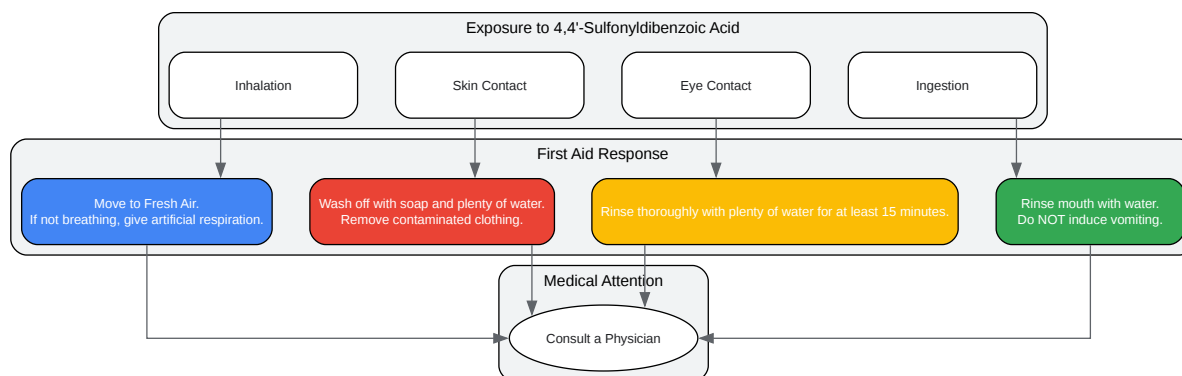 Exposure to 4,4'-Sulfonyldibenzoic Acid
Inhalation
Skin Contact
Eye Contact
Ingestion
First Aid Response
Move to Fresh Air.
If not breathing, give artificial respiration.
Wash off with soap and plenty of water.
Remove contaminated clothing.
Rinse thoroughly with plenty of water for at least 15 minutes.
Rinse mouth with water.
Do NOT induce vomiting.
Medical Attention
Consult a Physician